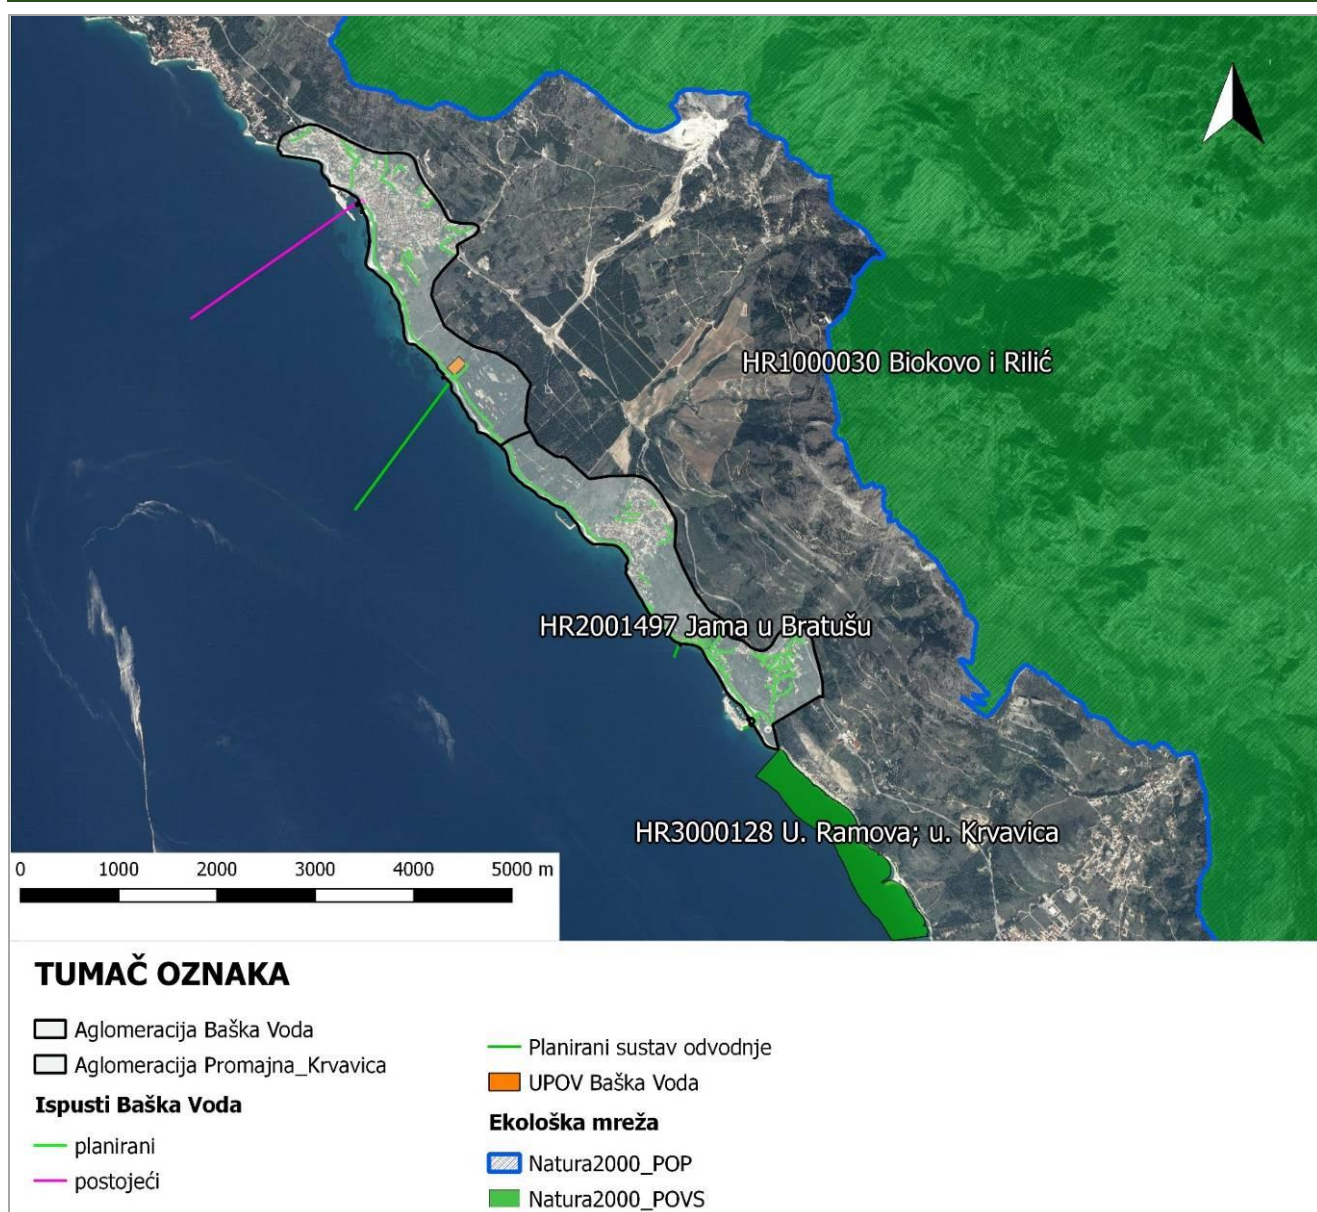 HR1000030 Biokovo i Rilić
HR2001497 Jama u Bratušu
HR3000128 U. Ramova; u. Krvavica
0 1000 2000 3000 4000 5000 m
TUMAČ OZNAKA
Aglomeracija Baška Voda
Aglomeracija Promajna_Krvavica
Ispusti Baška Voda
planirani
postojeći
Planirani sustav odvodnje
UPOV Baška Voda
Ekološka mreža
Natura2000_POP
Natura2000_POVS